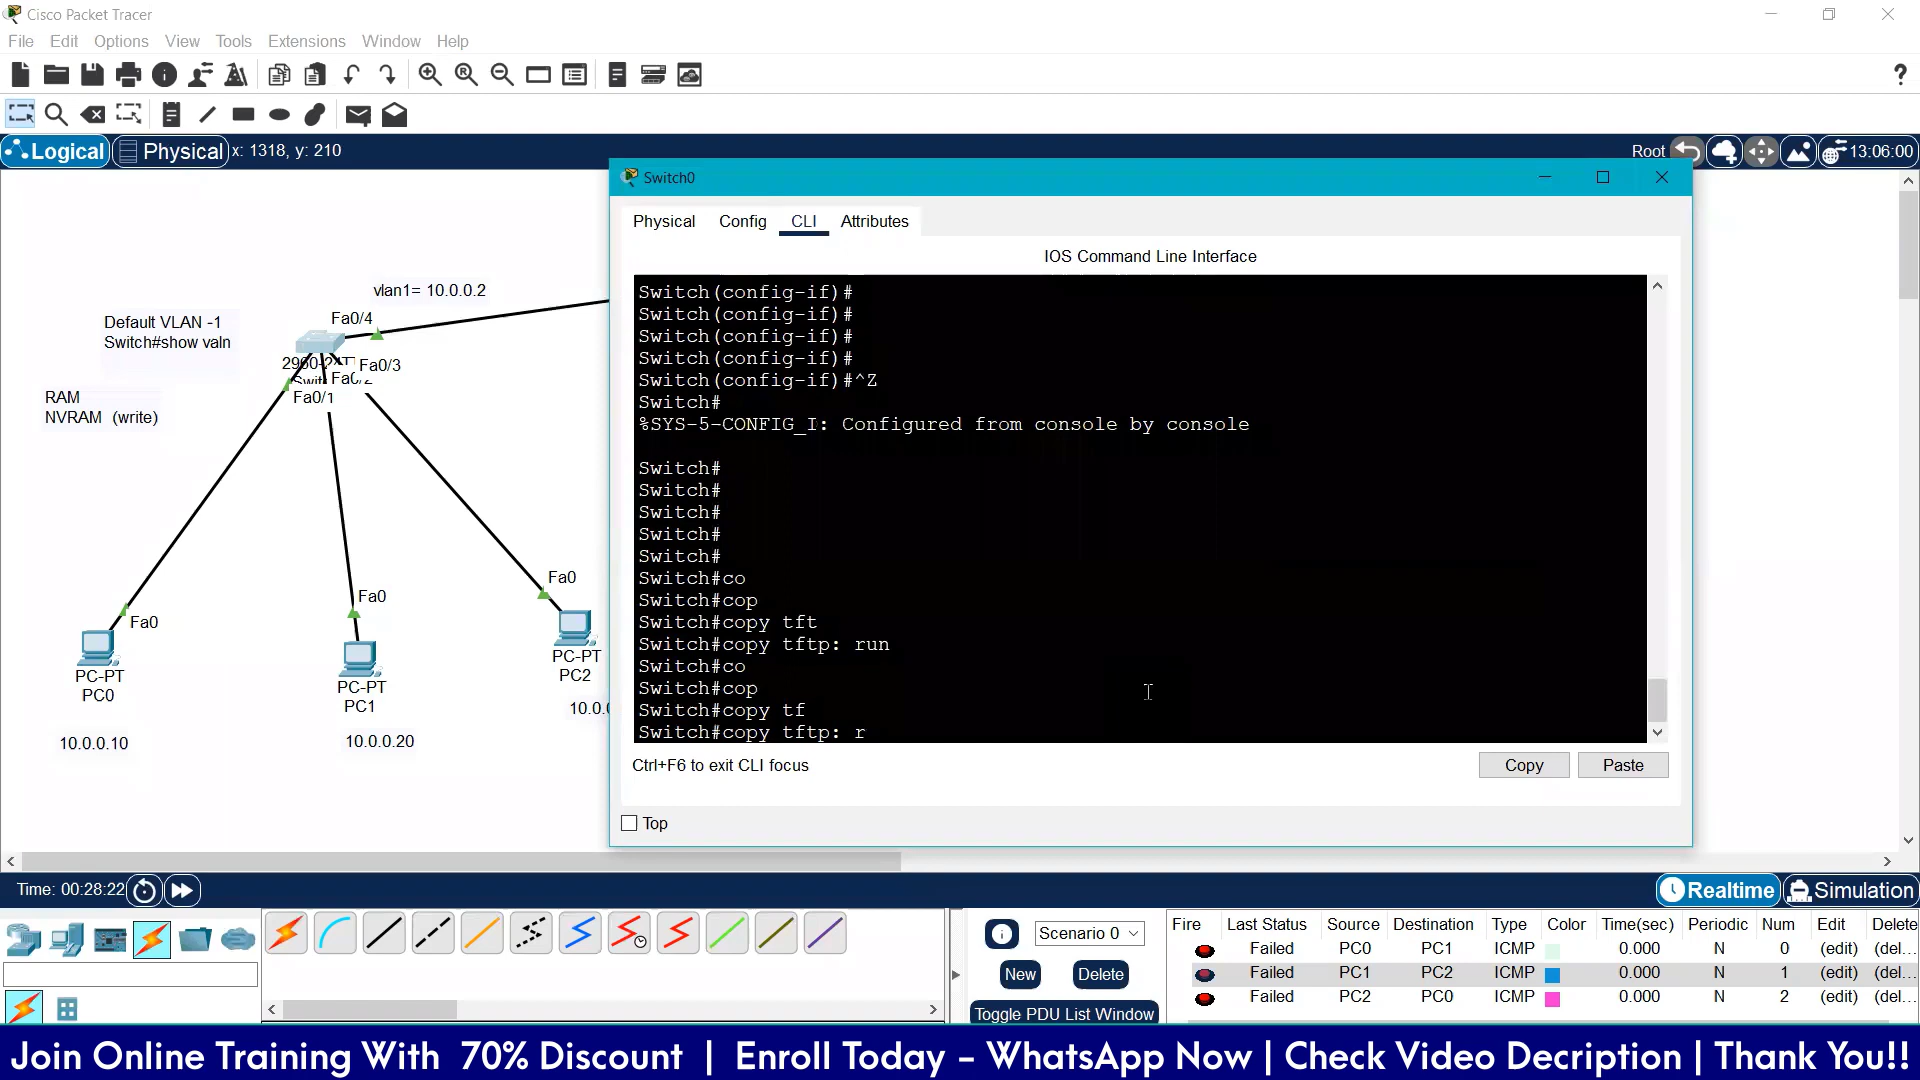 Cisco Packet Tracer
File Edit Options View Tools Extensions Window Help
?
Logical Physical x: 1318, y: 210
Root 13:06:00
Switch0
Physical Config CLI Attributes
IOS Command Line Interface
Switch(config-if)#
Switch(config-if)#
Switch(config-if)#
Switch(config-if)#
Switch(config-if)#^Z
Switch#
%SYS-5-CONFIG_I: Configured from console by console
Switch#
Switch#
Switch#
Switch#
Switch#
Switch#co
Switch#cop
Switch#copy tft
Switch#copy tftp: run
Switch#co
Switch#cop
Switch#copy tf
Switch#copy tftp: r
Ctrl+F6 to exit CLI focus
Copy Paste
Top
vlan1= 10.0.0.2
Default VLAN -1
Switch#show valn
Fa0/4
Fa0/3
Fa0/1
RAM
NVRAM (write)
Fa0
Fa0
Fa0
PC-PT
PC0
PC-PT
PC1
PC-PT
PC2
10.0.0.10
10.0.0.20
Time: 00:28:22
Realtime Simulation
Scenario 0
New Delete
Toggle PDU List Window
Fire Last Status Source Destination Type Color Time(sec) Periodic Num Edit Delete
Failed PC0 PC1 ICMP 0.000 N 0 (edit) (del...
Failed PC1 PC2 ICMP 0.000 N 1 (edit) (del...
Failed PC2 PC0 ICMP 0.000 N 2 (edit) (del...
Join Online Training With 70% Discount | Enroll Today – WhatsApp Now | Check Video Decription | Thank You!!